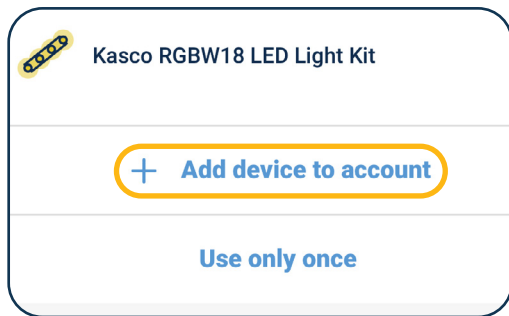 Kasco RGBW18 LED Light Kit
+ Add device to account
Use only once